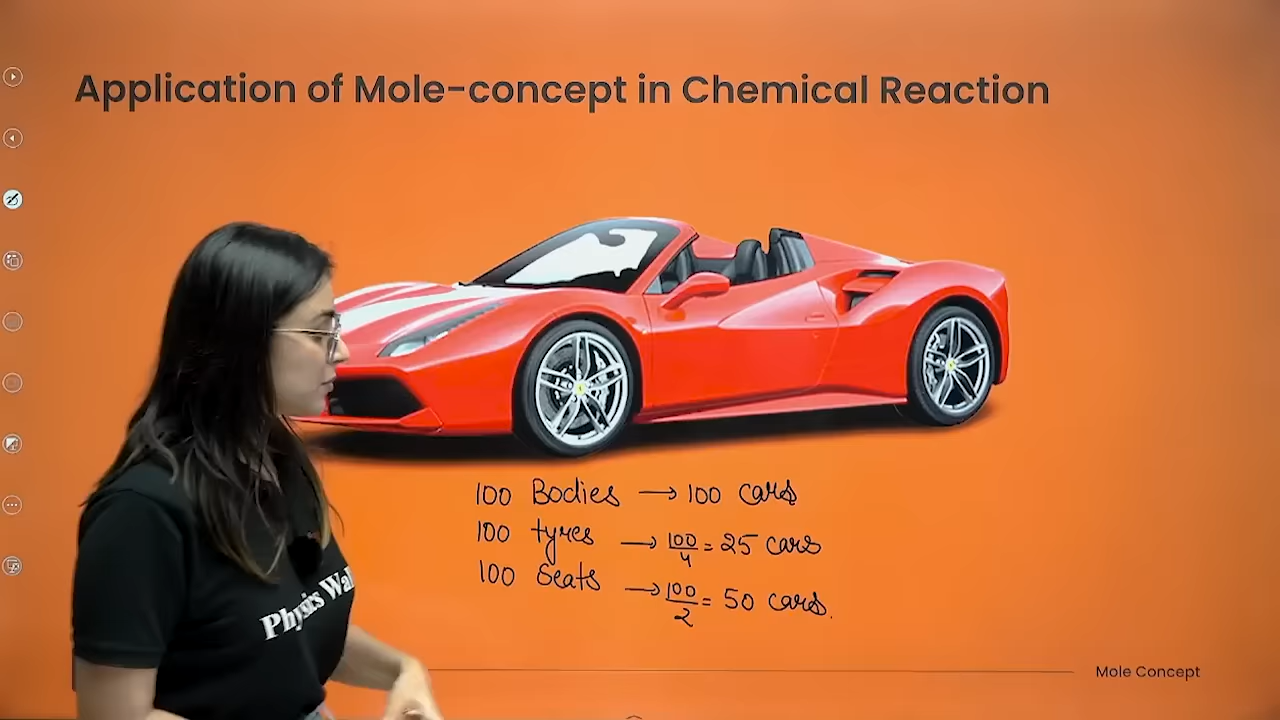 Application of Mole-concept in Chemical Reaction
100 Bodies → 100 cars
100 tyres → 100/4 = 25 cars
100 Seats → 100/2 = 50 cars.
Physics Wal
Mole Concept